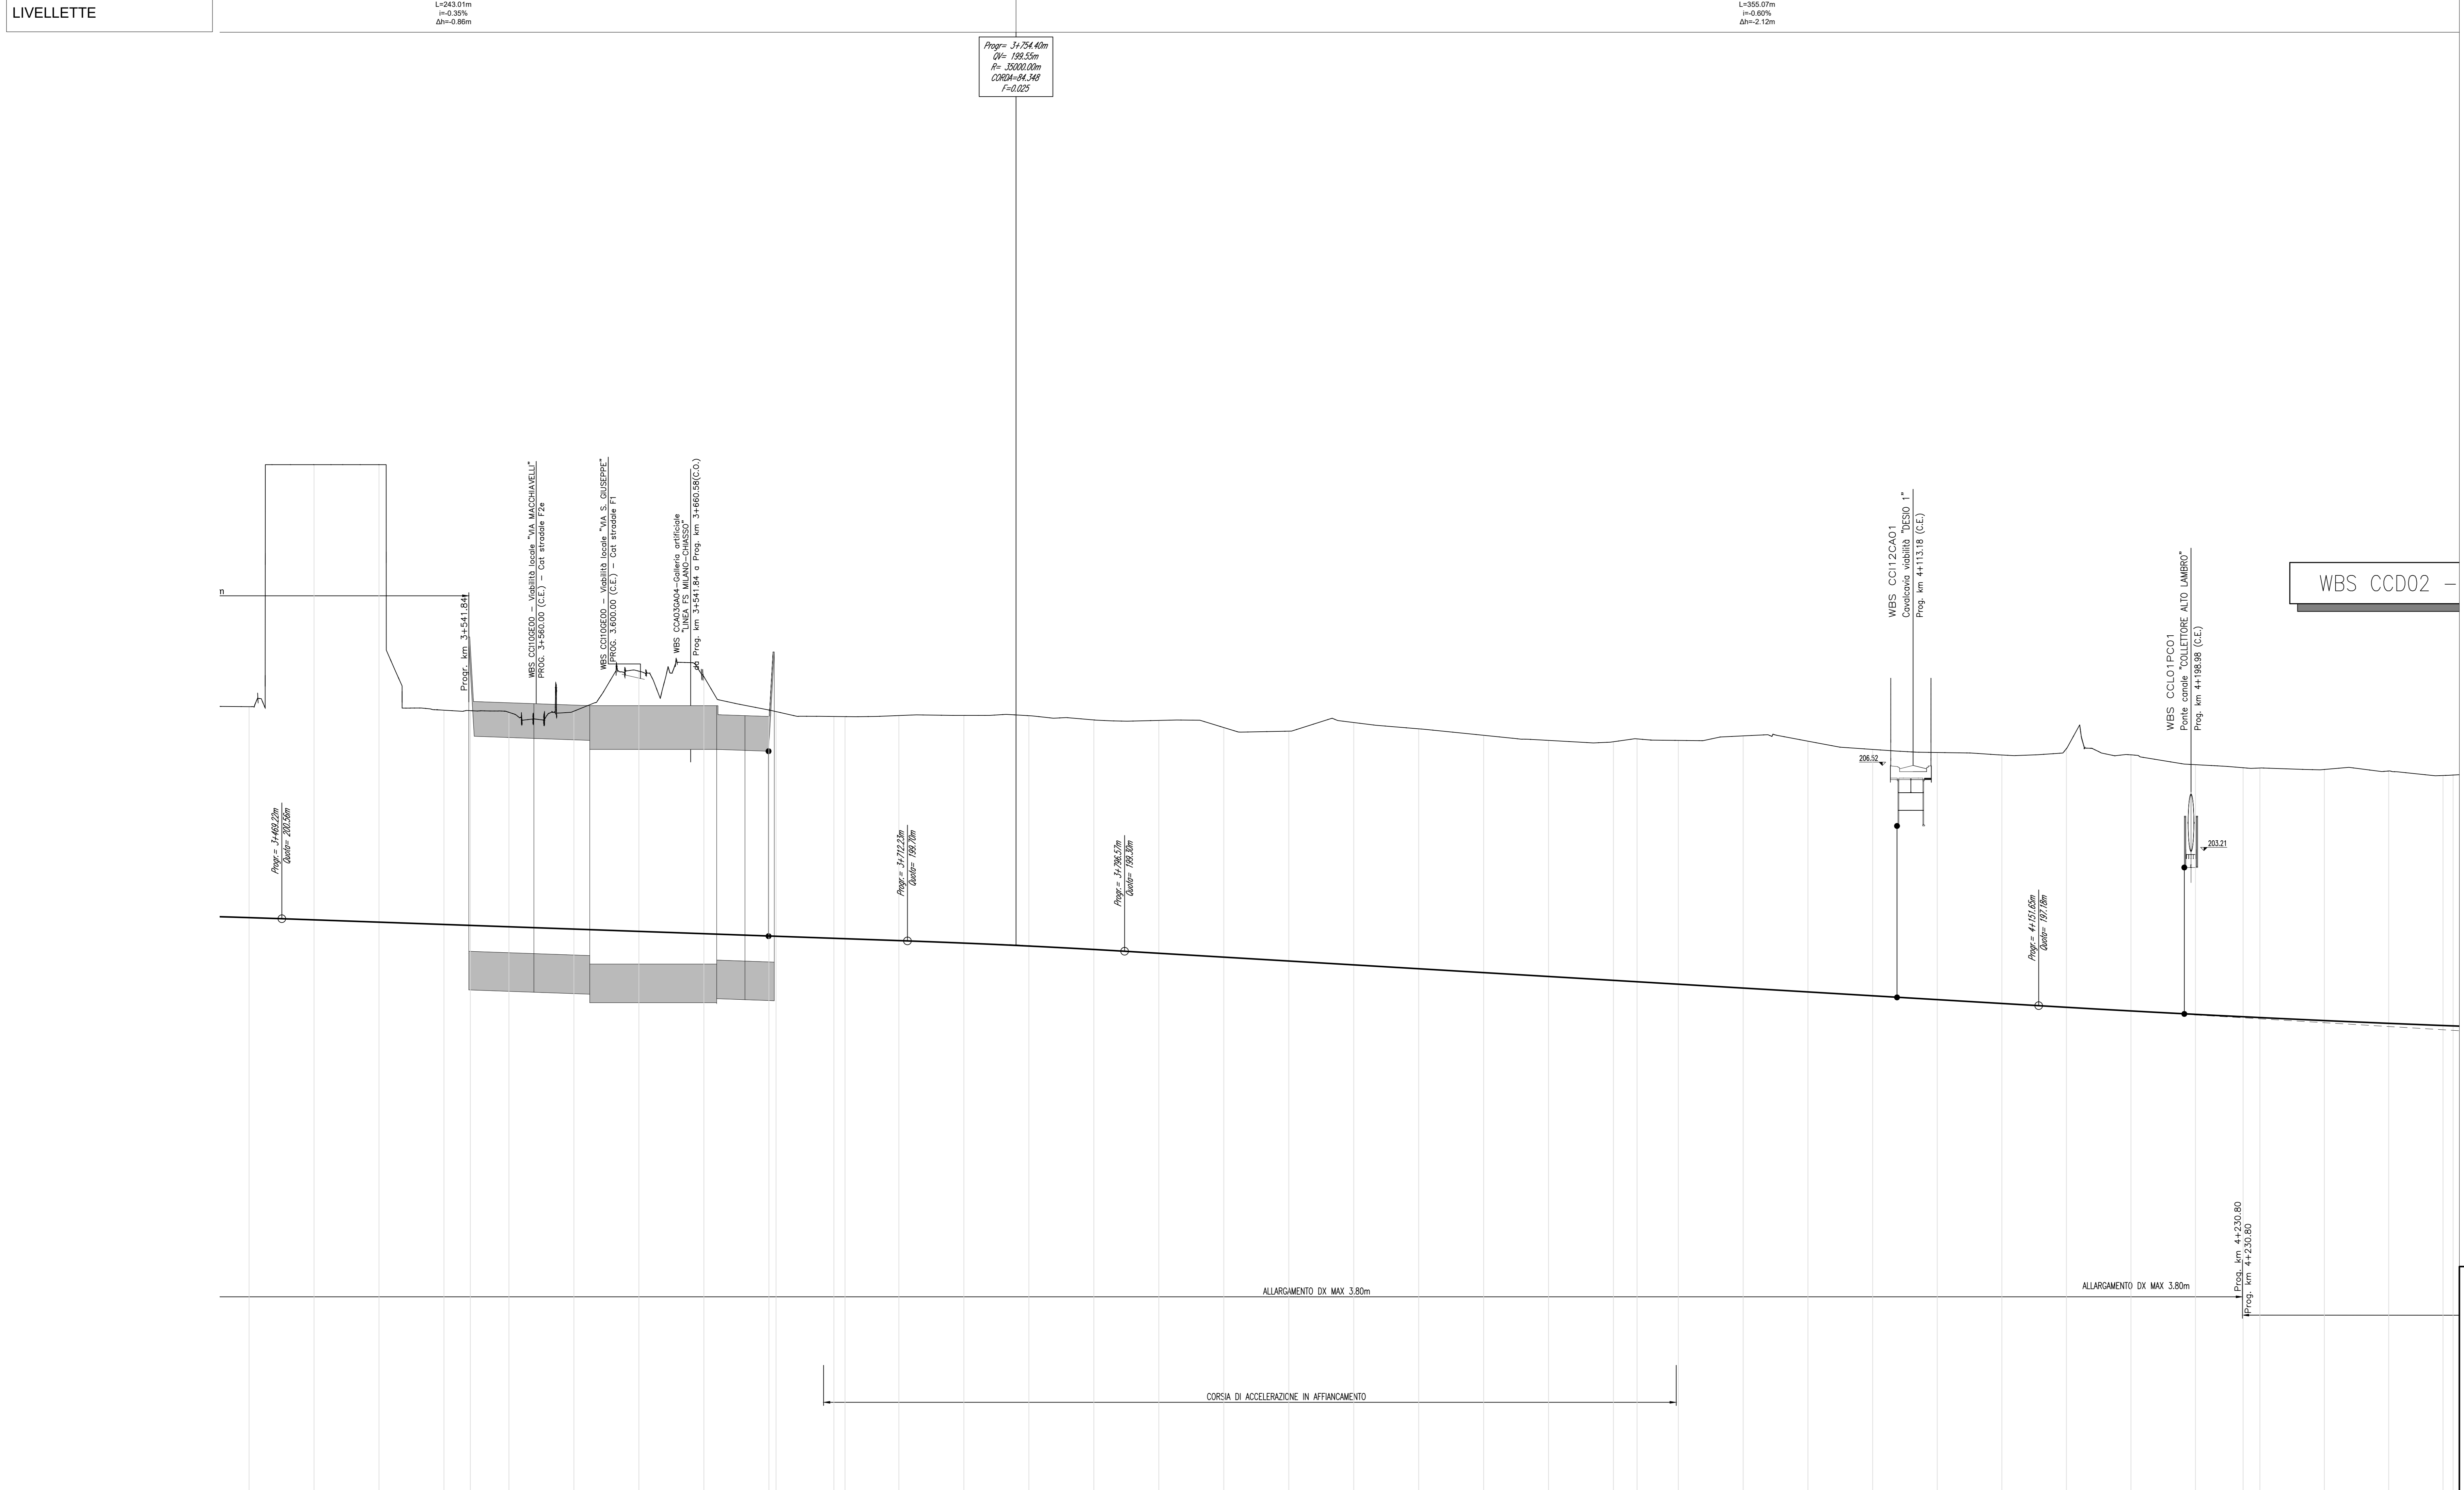 LIVELLETTE
L=243.01m
i=-0.35%
Δh=-0.86m
L=355.07m
i=-0.60%
Δh=-2.12m
Progr= 3+754.40m
QV= 199.55m
R= 35000.00m
CORDA=84.348
F=0.025
n
Progr. km 3+541.84
WBS CCI10GE00 - Viabilità locale "VIA MACCHIAVELLI"
PROG. 3+560.00 (C.E.) - Cat stradale F2e
WBS CCI10GE00 - Viabilità locale "VIA S. GIUSEPPE"
PROG. 3.600.00 (C.E.) - Cat stradale F1
WBS CCA03GA04-Galleria artificiale
"LINEA FS MILANO-CHIASSO"
da Prog. km 3+541.84 a Prog. km 3+660.58(C.O.)
WBS CCI12CA01
Cavalcavia viabilità "DESIO 1"
Prog. km 4+113.18 (C.E.)
WBS CCL01PC01
Ponte canale "COLLETTORE ALTO LAMBRO"
Prog. km 4+198.98 (C.E.)
WBS CCD02 -
206.52
203.21
Progr.= 3+469.22m
Quota= 200.56m
Progr.= 3+712.23m
Quota= 199.70m
Progr.= 3+796.57m
Quota= 199.30m
Progr.= 4+151.65m
Quota= 197.18m
Prog. km 4+230.80
Prog. km 4+230.80
ALLARGAMENTO DX MAX 3.80m
ALLARGAMENTO DX MAX 3.80m
CORSIA DI ACCELERAZIONE IN AFFIANCAMENTO